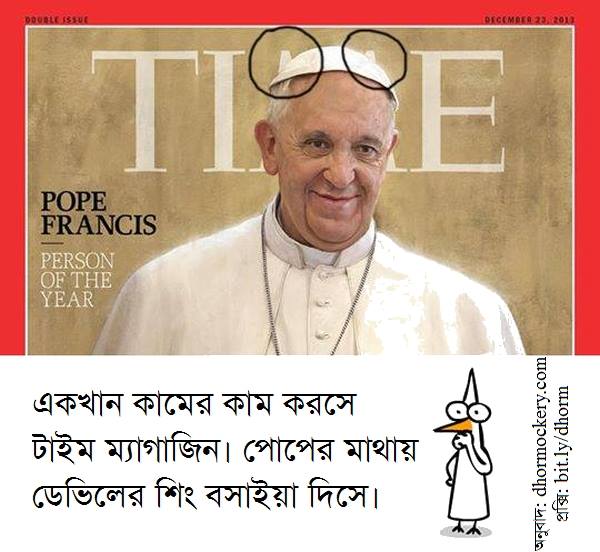 DOUBLE ISSUE
DECEMBER 23, 2013
TIME
POPE
FRANCIS
PERSON
OF THE
YEAR
একখান কামের কাম করসে
টাইম ম্যাগাজিন। পোপের মাথায়
ডেভিলের শিং বসাইয়া দিসে।
অনুবাদ: dhormockery.com
প্রক্সি: bit.ly/dhorm